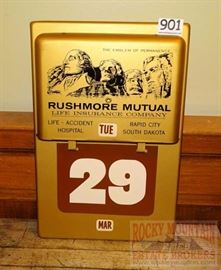 901
THE EMBLEM OF PERMANENCE
RUSHMORE MUTUAL
LIFE INSURANCE COMPANY
LIFE - ACCIDENT
HOSPITAL
TUE
RAPID CITY
SOUTH DAKOTA
29
MAR
ROCKY MOUNTAIN
ESTATE BROKERS